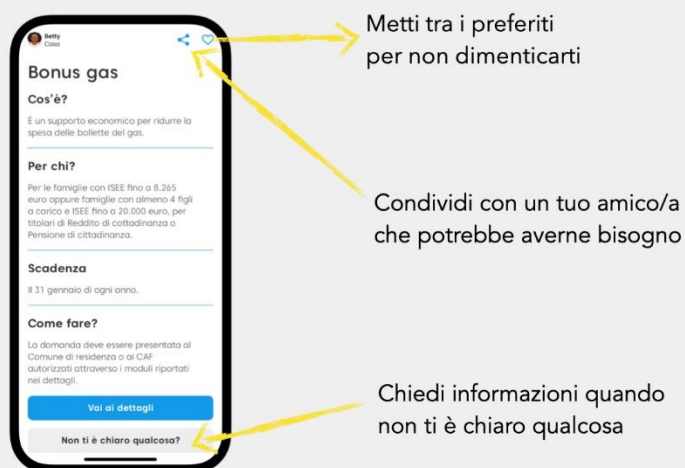 Betty
Casa
Bonus gas
Cos'è?
È un supporto economico per ridurre la
spesa delle bollette del gas.
Per chi?
Per le famiglie con ISEE fino a 8.265
euro oppure famiglie con almeno 4 figli
a carico e ISEE fino a 20.000 euro, per
titolari di Reddito di cottadinanza o
Pensione di cittadinanza.
Scadenza
Il 31 gennaio di ogni anno.
Come fare?
La domanda deve essere presentata al
Comune di residenza o ai CAF
autorizzati attraverso i moduli riportati
nei dettagli.
Vai ai dettagli
Non ti è chiaro qualcosa?
Metti tra i preferiti
per non dimenticarti
Condividi con un tuo amico/a
che potrebbe averne bisogno
Chiedi informazioni quando
non ti è chiaro qualcosa